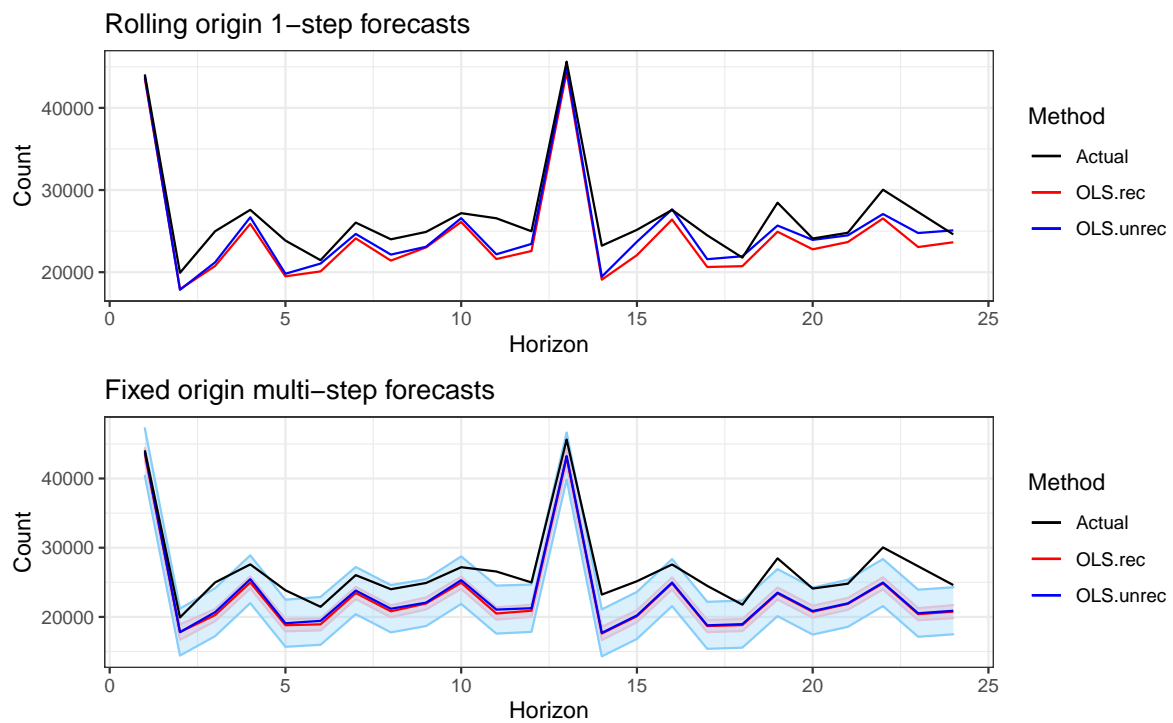 Rolling origin 1−step forecasts
Count
40000
30000
20000
0
5
10
15
20
25
Horizon
Method
Actual
OLS.rec
OLS.unrec
Fixed origin multi−step forecasts
Count
40000
30000
20000
0
5
10
15
20
25
Horizon
Method
Actual
OLS.rec
OLS.unrec